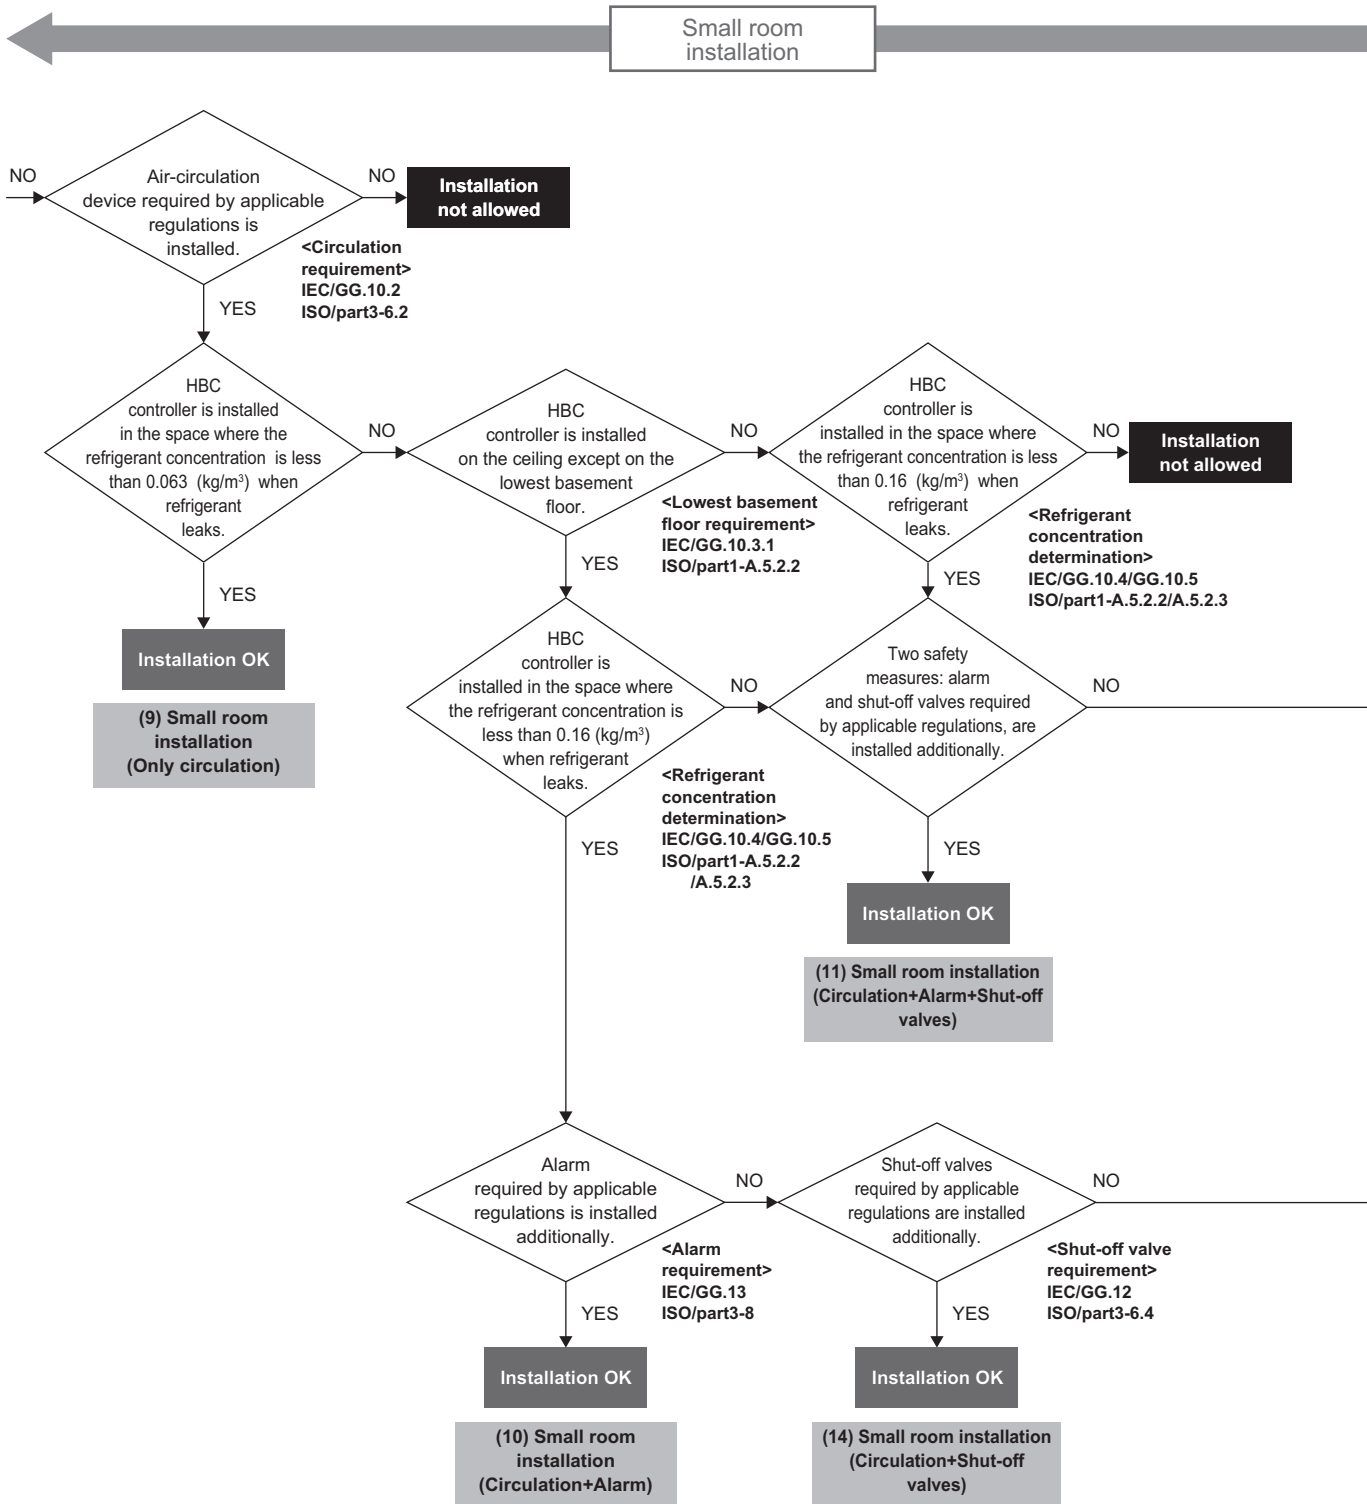 Small room
installation
NO
Air-circulation
device required by applicable
regulations is
installed.
NO
Installation
not allowed
<Circulation
requirement>
IEC/GG.10.2
ISO/part3-6.2
YES
HBC
controller is installed
in the space where the
refrigerant concentration is less
than 0.063 (kg/m³) when
refrigerant
leaks.
NO
HBC
controller is installed
on the ceiling except on the
lowest basement
floor.
NO
HBC
controller is
installed in the space where
the refrigerant concentration is less
than 0.16 (kg/m³) when
refrigerant
leaks.
NO
Installation
not allowed
<Lowest basement
floor requirement>
IEC/GG.10.3.1
ISO/part1-A.5.2.2
<Refrigerant
concentration
determination>
IEC/GG.10.4/GG.10.5
ISO/part1-A.5.2.2/A.5.2.3
YES
YES
YES
Installation OK
(9) Small room
installation
(Only circulation)
HBC
controller is
installed in the space where
the refrigerant concentration is
less than 0.16 (kg/m³)
when refrigerant
leaks.
NO
Two safety
measures: alarm
and shut-off valves required
by applicable regulations, are
installed additionally.
NO
<Refrigerant
concentration
determination>
IEC/GG.10.4/GG.10.5
ISO/part1-A.5.2.2
/A.5.2.3
YES
YES
Installation OK
(11) Small room installation
(Circulation+Alarm+Shut-off
valves)
Alarm
required by applicable
regulations is installed
additionally.
NO
Shut-off valves
required by applicable
regulations are installed
additionally.
NO
<Alarm
requirement>
IEC/GG.13
ISO/part3-8
<Shut-off valve
requirement>
IEC/GG.12
ISO/part3-6.4
YES
YES
Installation OK
Installation OK
(10) Small room
installation
(Circulation+Alarm)
(14) Small room installation
(Circulation+Shut-off
valves)